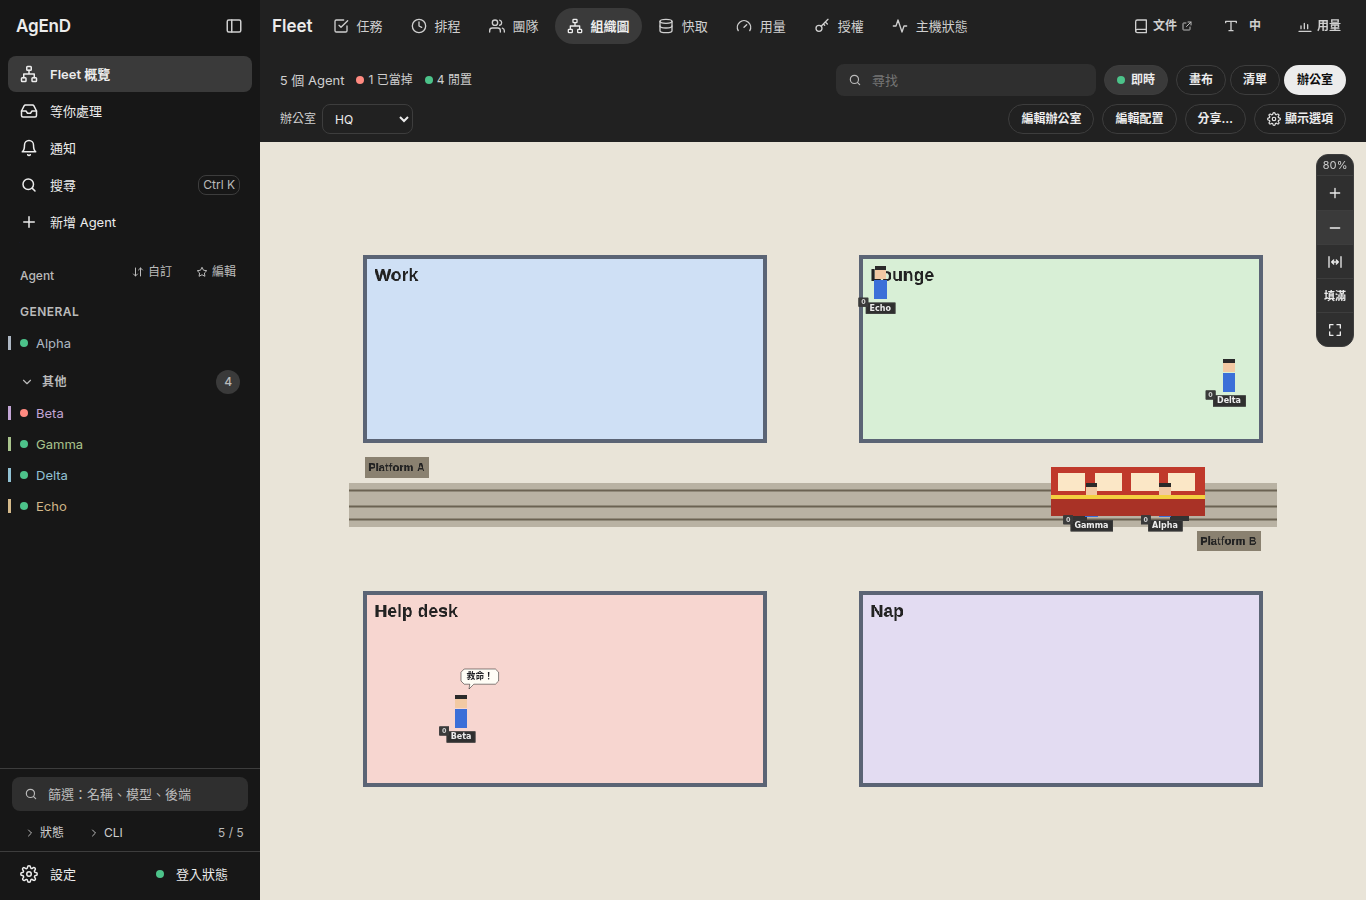 AgEnD
Fleet 概覽
等你處理
通知
搜尋
Ctrl K
新增 Agent
Agent
自訂
編輯
GENERAL
Alpha
其他
4
Beta
Gamma
Delta
Echo
篩選：名稱、模型、後端
狀態
CLI
5 / 5
設定
登入狀態
Fleet
任務
排程
團隊
組織圖
快取
用量
授權
主機狀態
文件
中
用量
5 個 Agent
1 已當掉
4 閒置
尋找
即時
畫布
清單
辦公室
辦公室
HQ
編輯辦公室
編輯配置
分享...
顯示選項
80%
填滿
Work
Lounge
0
Echo
0
Delta
Platform A
0
Gamma
0
Alpha
Platform B
Help desk
救命！
0
Beta
Nap